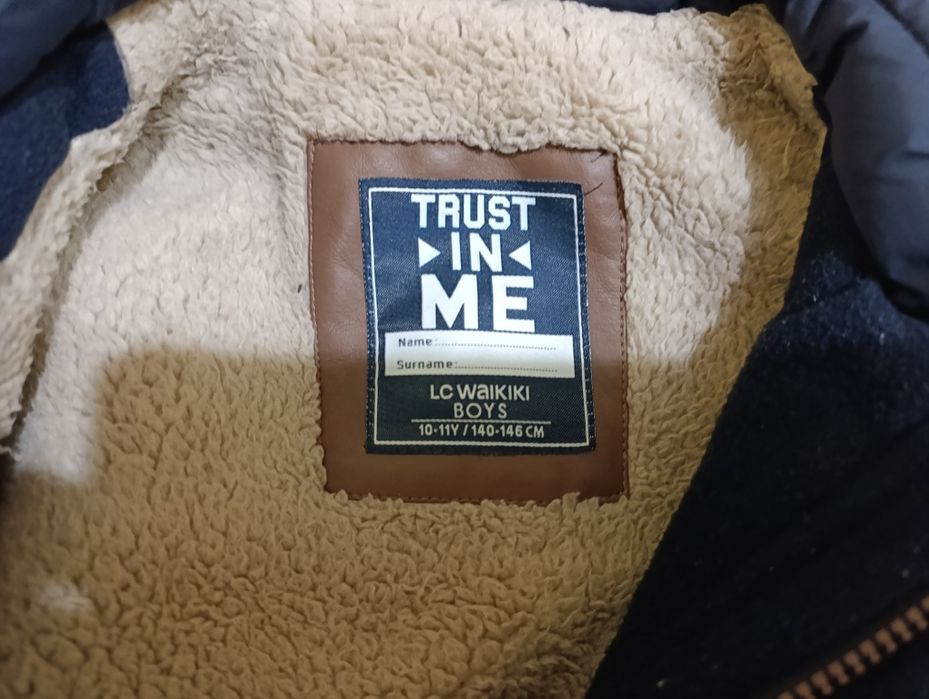 TRUST
IN
ME
Name:
Surname:
LC WAIKIKI
BOYS
10-11Y / 140-146 CM